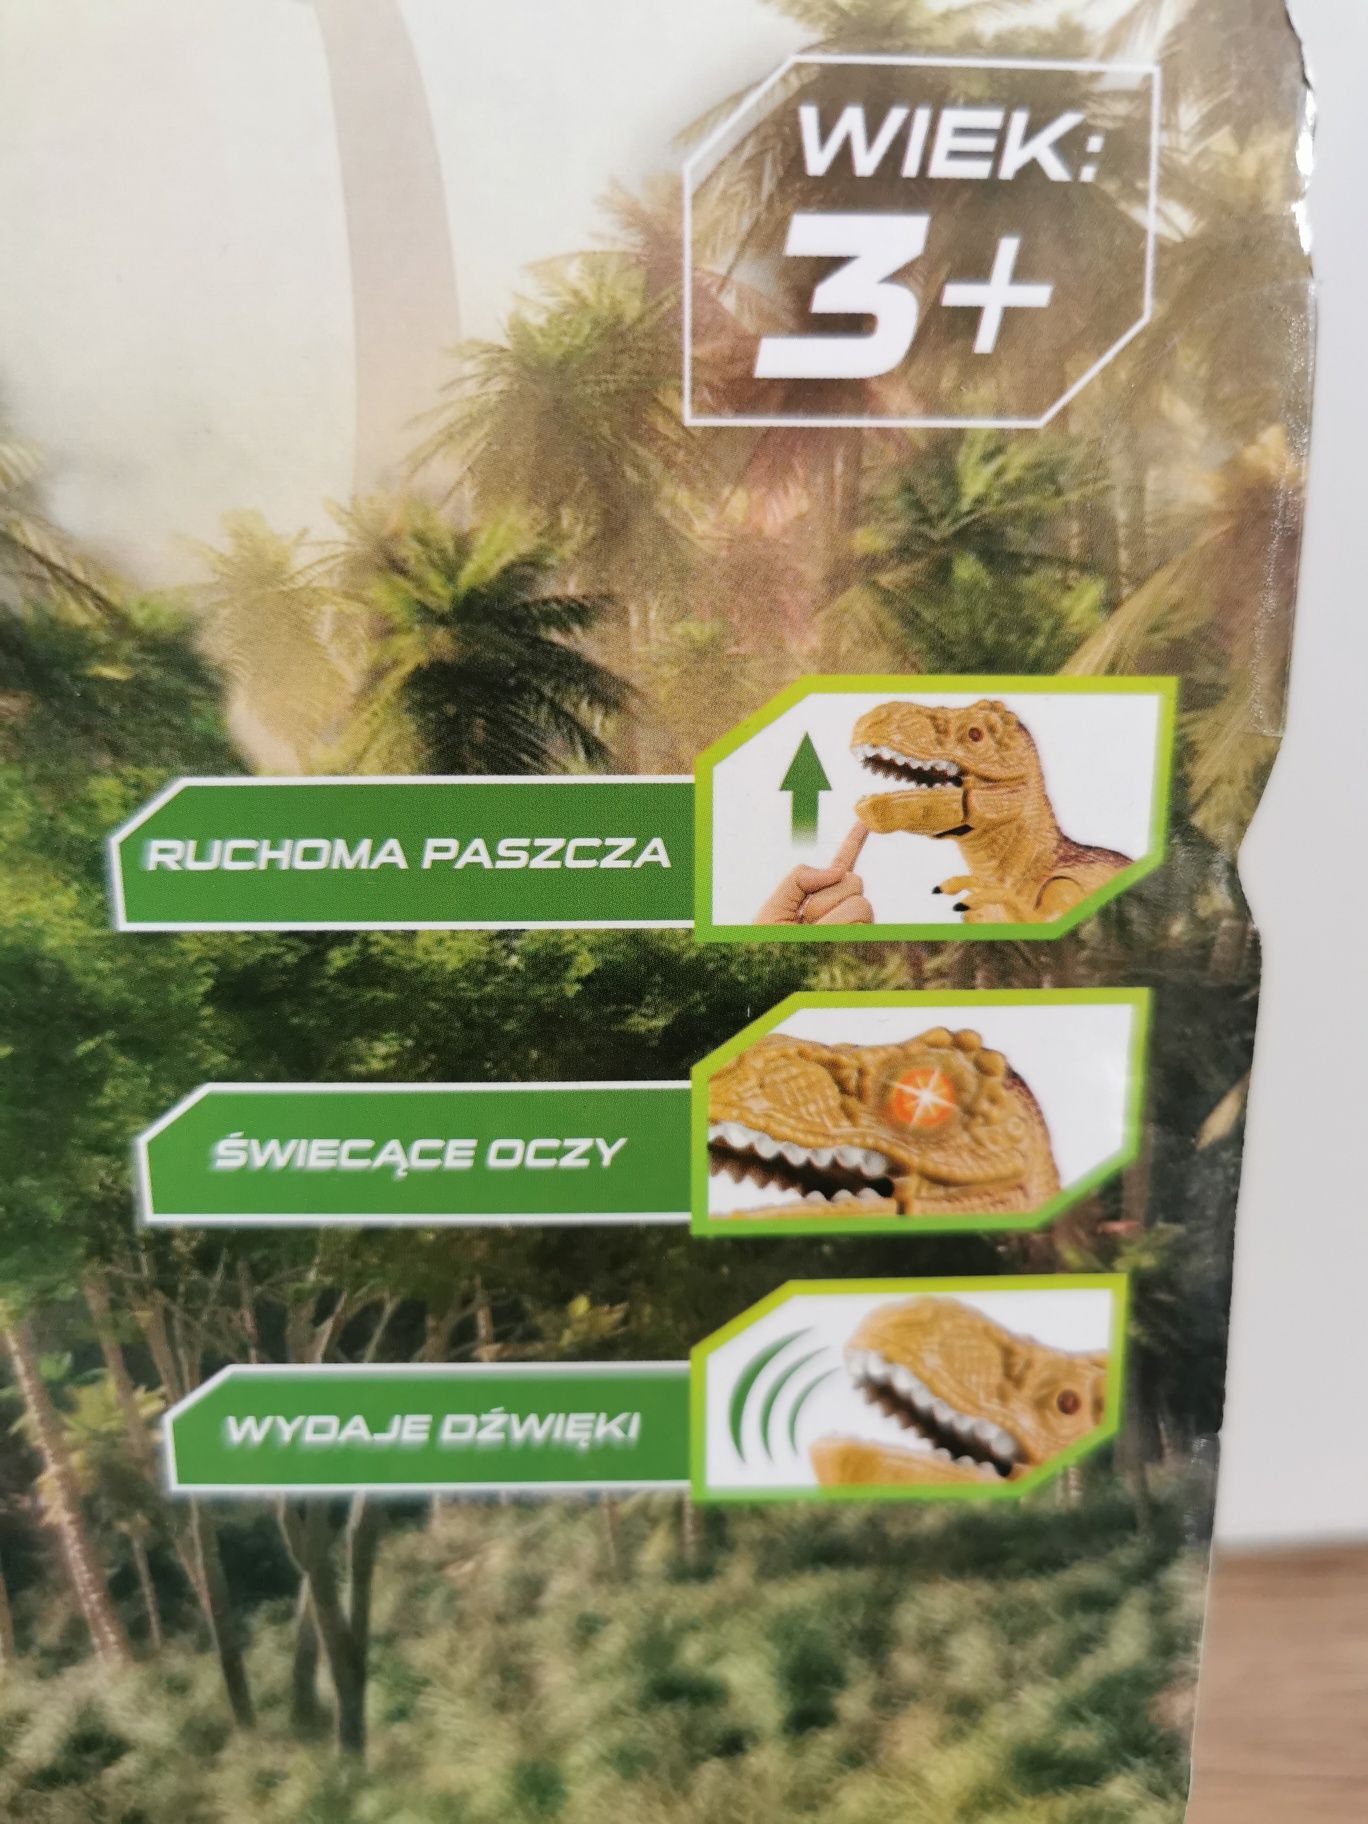 WIEK:
3+
RUCHOMA PASZCZA
ŚWIECĄCE OCZY
WYDAJE DŹWIĘKI